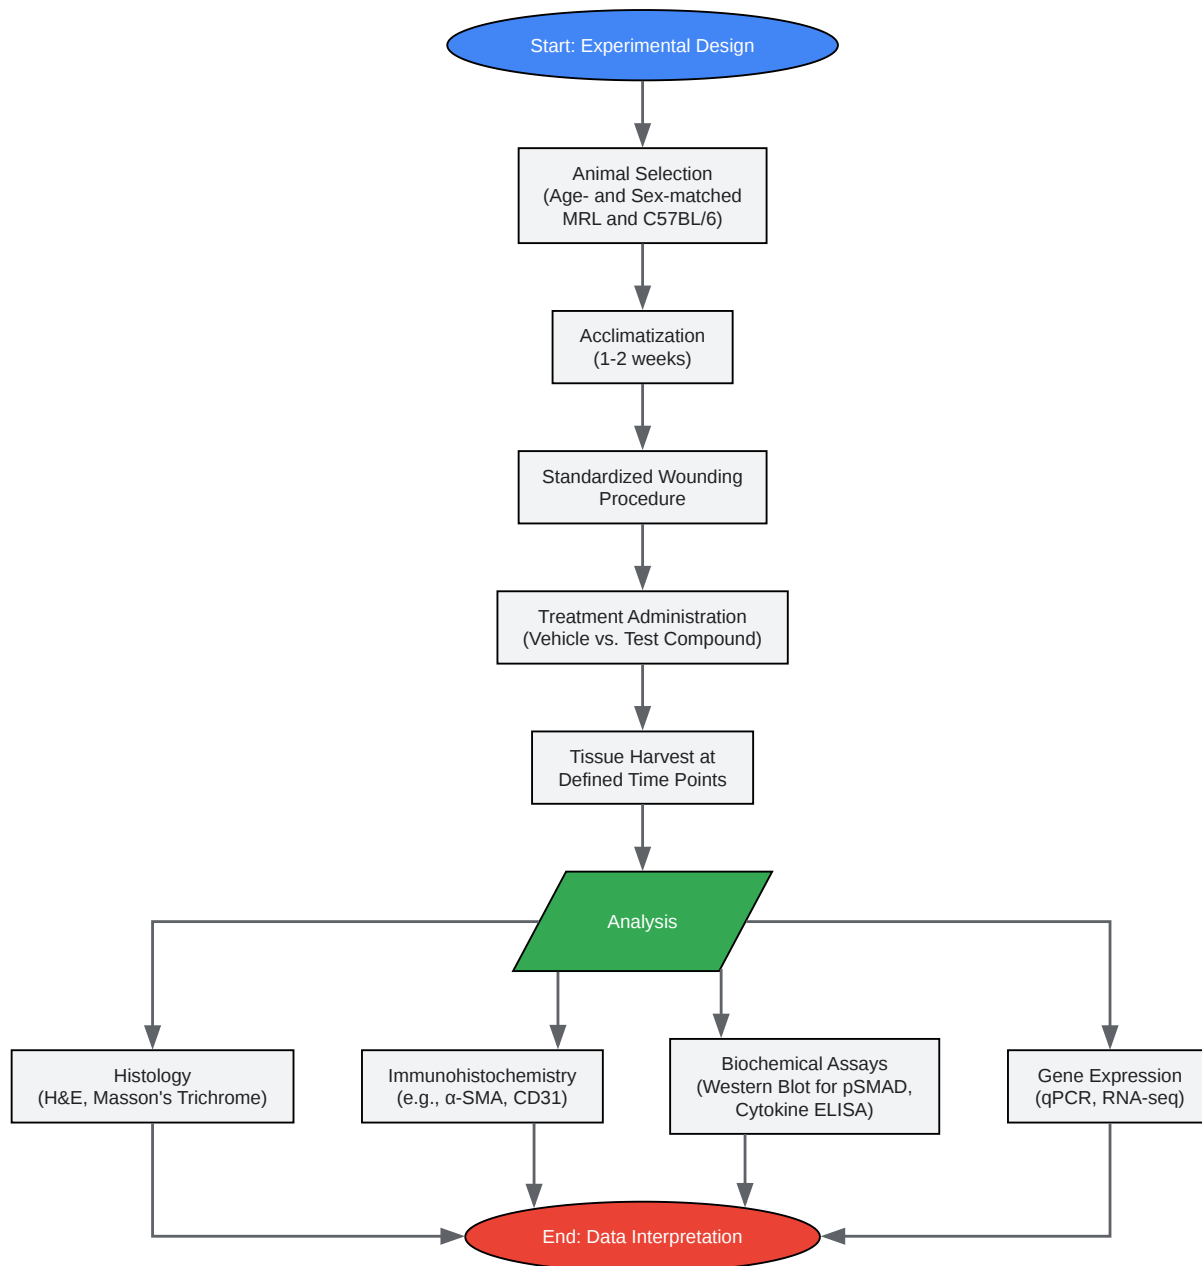 Start: Experimental Design
Animal Selection
(Age- and Sex-matched
MRL and C57BL/6)
Acclimatization
(1-2 weeks)
Standardized Wounding
Procedure
Treatment Administration
(Vehicle vs. Test Compound)
Tissue Harvest at
Defined Time Points
Analysis
Histology
(H&E, Masson's Trichrome)
Immunohistochemistry
(e.g., α-SMA, CD31)
Biochemical Assays
(Western Blot for pSMAD,
Cytokine ELISA)
Gene Expression
(qPCR, RNA-seq)
End: Data Interpretation